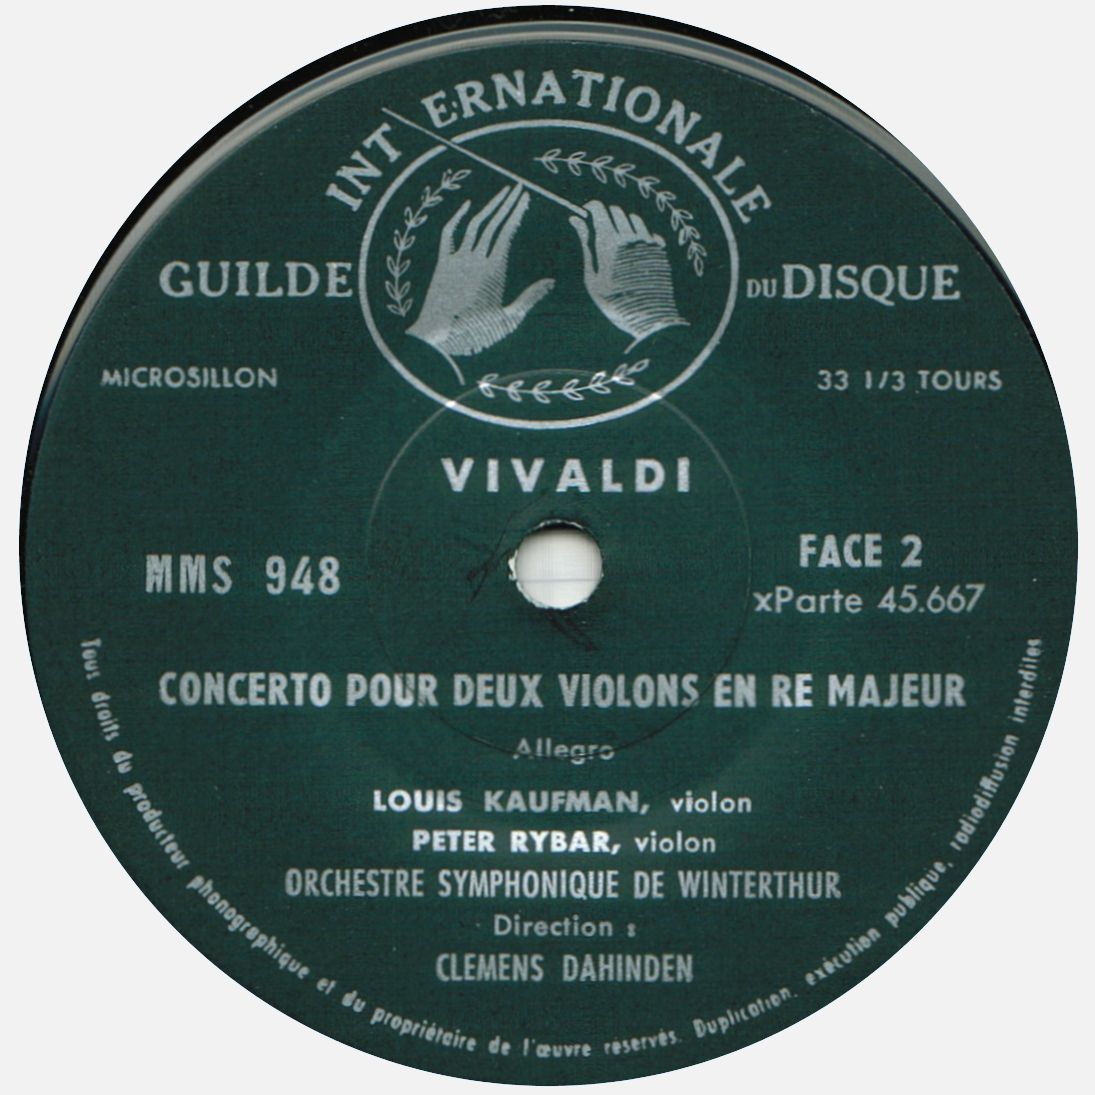 INTERNATIONALE
GUILDE DU DISQUE
MICROSILLON
33 1/3 TOURS
VIVALDI
MMS 948
FACE 2
xParte 45.667
CONCERTO POUR DEUX VIOLONS EN RE MAJEUR
Allegro
LOUIS KAUFMAN, violon
PETER RYBAR, violon
ORCHESTRE SYMPHONIQUE DE WINTERTHUR
Direction :
CLEMENS DAHINDEN
Tous droits du producteur phonographique et du propriétaire de l'œuvre réservés. Duplication, exécution publique, radiodiffusion interdites